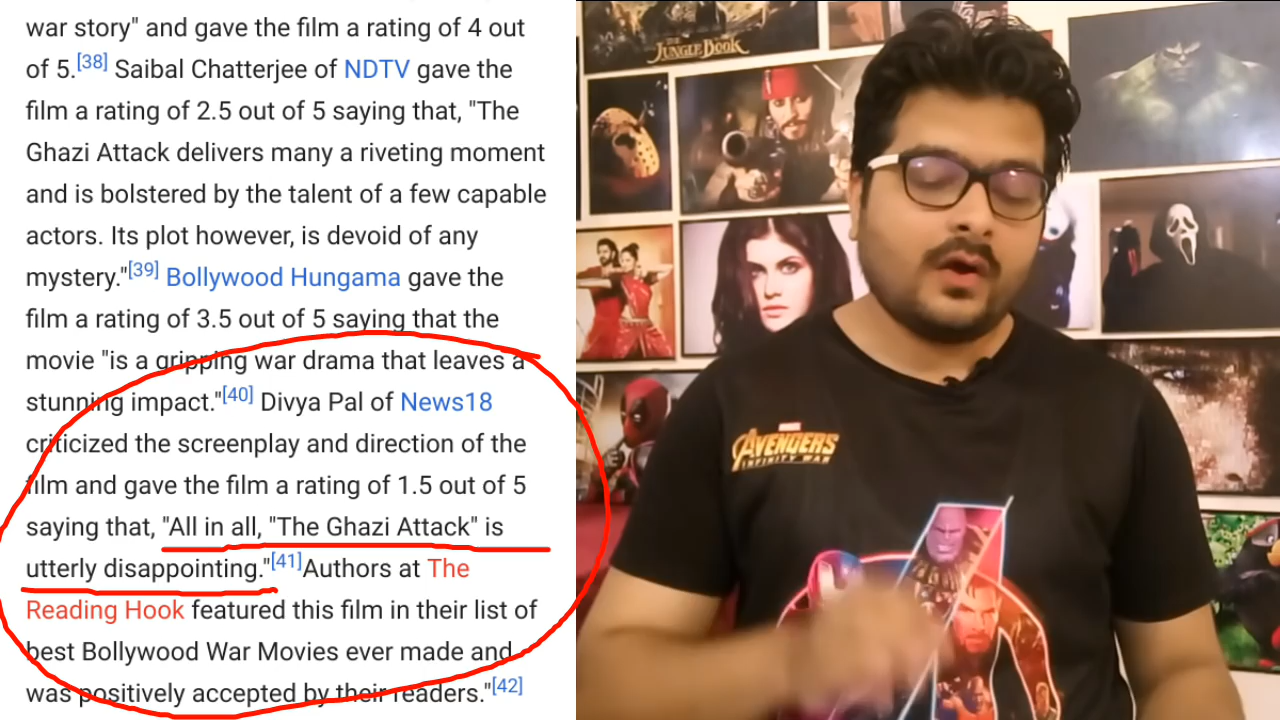 war story" and gave the film a rating of 4 out
of 5.[38] Saibal Chatterjee of NDTV gave the
film a rating of 2.5 out of 5 saying that, "The
Ghazi Attack delivers many a riveting moment
and is bolstered by the talent of a few capable
actors. Its plot however, is devoid of any
mystery."[39] Bollywood Hungama gave the
film a rating of 3.5 out of 5 saying that the
movie "is a gripping war drama that leaves a
stunning impact."[40] Divya Pal of News18
criticized the screenplay and direction of the
film and gave the film a rating of 1.5 out of 5
saying that, "All in all, "The Ghazi Attack" is
utterly disappointing."[41]Authors at The
Reading Hook featured this film in their list of
best Bollywood War Movies ever made and
was positively accepted by their readers."[42]
THE
JUNGLE BOOK
MARVEL
AVENGERS
INFINITY WAR